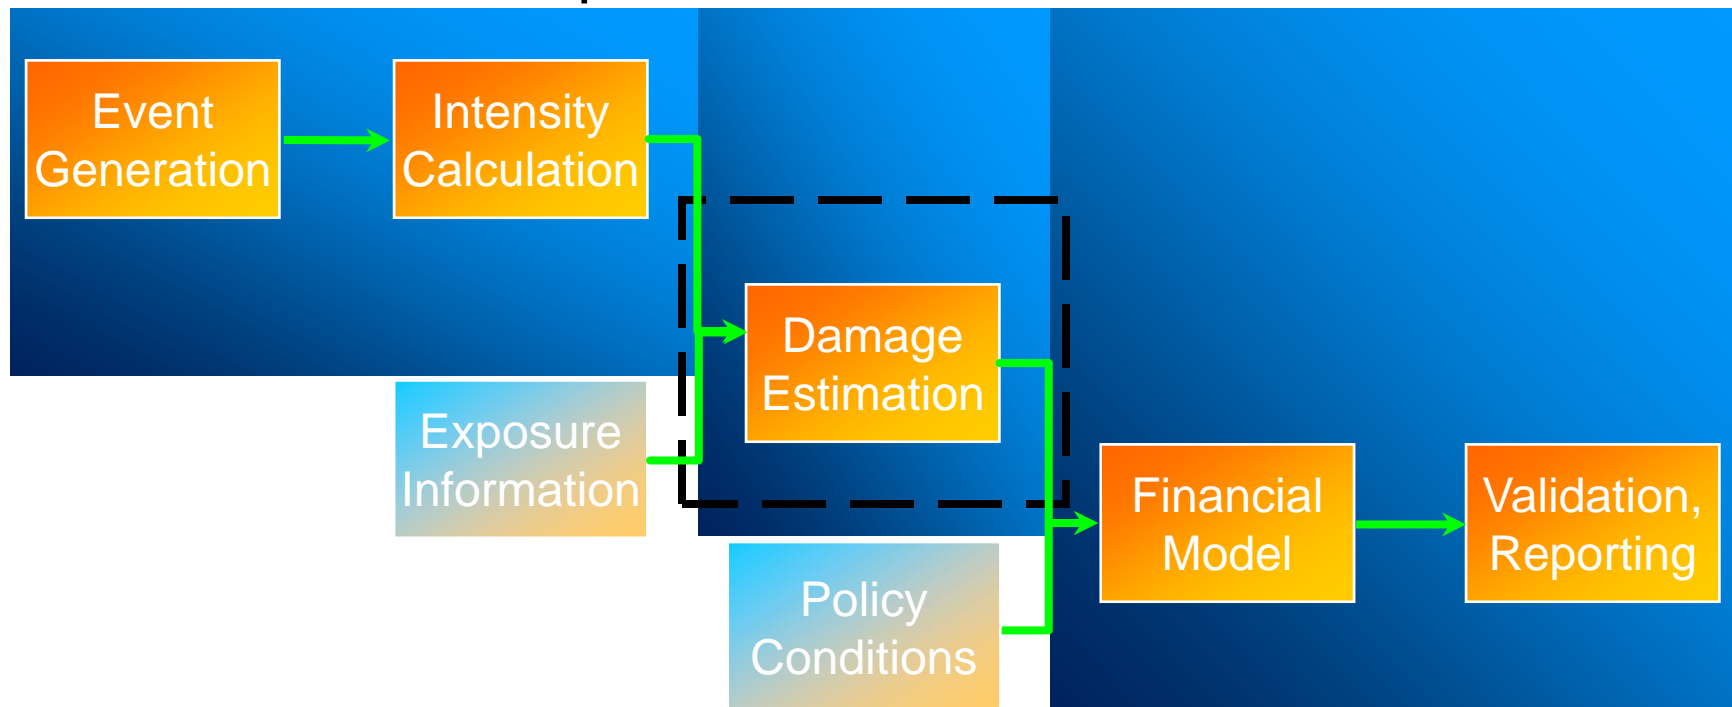 Event
Generation
Intensity
Calculation
Damage
Estimation
Exposure
Information
Financial
Model
Validation,
Reporting
Policy
Conditions